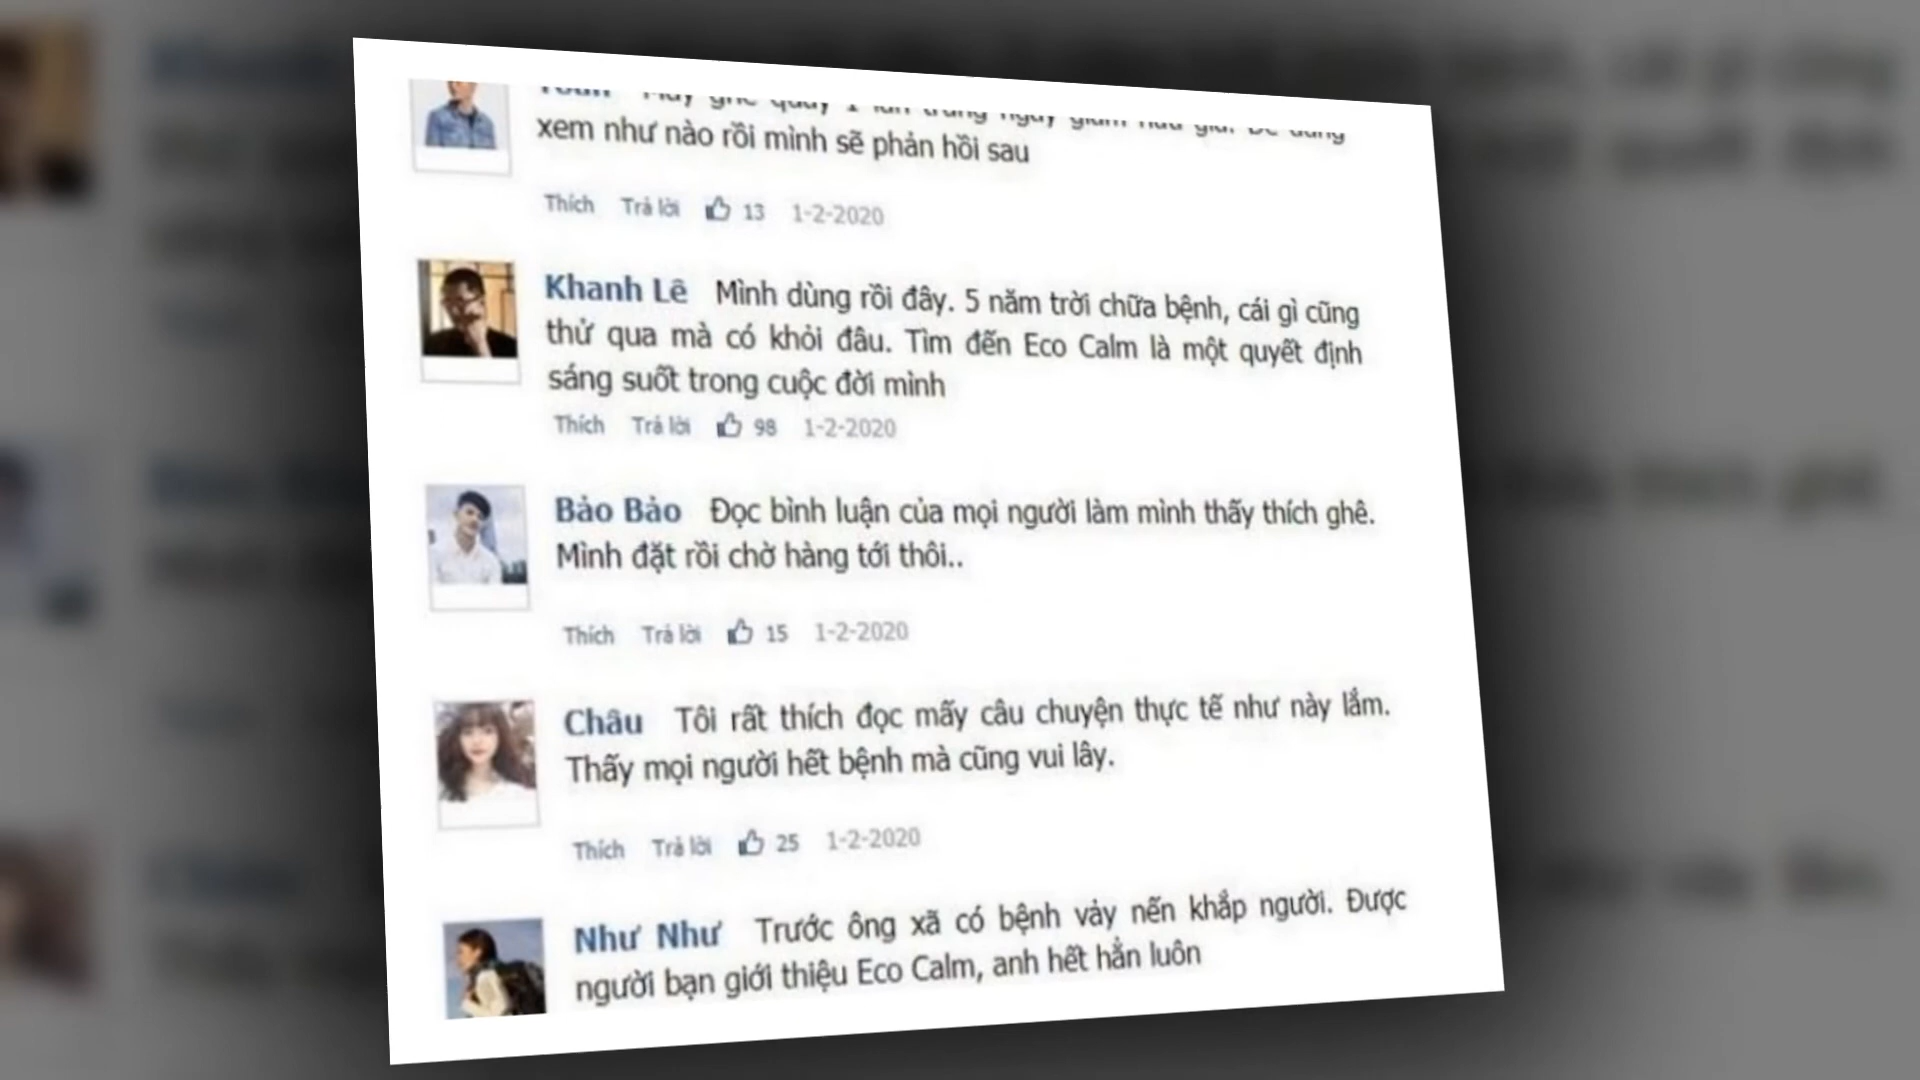 xem như nào rồi mình sẽ phản hồi sau
Thích Trả lời 13 1-2-2020
Khanh Lê Mình dùng rồi đây. 5 năm trời chữa bệnh, cái gì cũng
thử qua mà có khỏi đâu. Tìm đến Eco Calm là một quyết định
sáng suốt trong cuộc đời mình
Thích Trả lời 98 1-2-2020
Bảo Bảo Đọc bình luận của mọi người làm mình thấy thích ghê.
Mình đặt rồi chờ hàng tới thôi..
Thích Trả lời 15 1-2-2020
Châu Tôi rất thích đọc mấy câu chuyện thực tế như này lắm.
Thấy mọi người hết bệnh mà cũng vui lây.
Thích Trả lời 25 1-2-2020
Như Như Trước ông xã có bệnh vảy nến khắp người. Được
người bạn giới thiệu Eco Calm, anh hết hẳn luôn